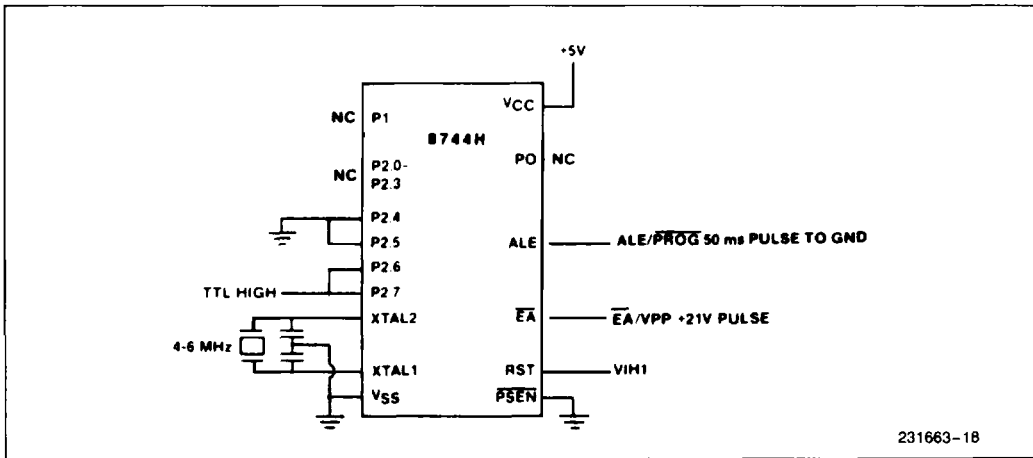 +5V
VCC
NC P1
8744H
P0 NC
NC P2.0-
P2.3
P2.4
P2.5
ALE
ALE/PROG 50 ms PULSE TO GND
P2.6
TTL HIGH
P2.7
XTAL2
EA
EA/VPP +21V PULSE
4-6 MHz
XTAL1
RST
VIH1
VSS
PSEN
231663-18